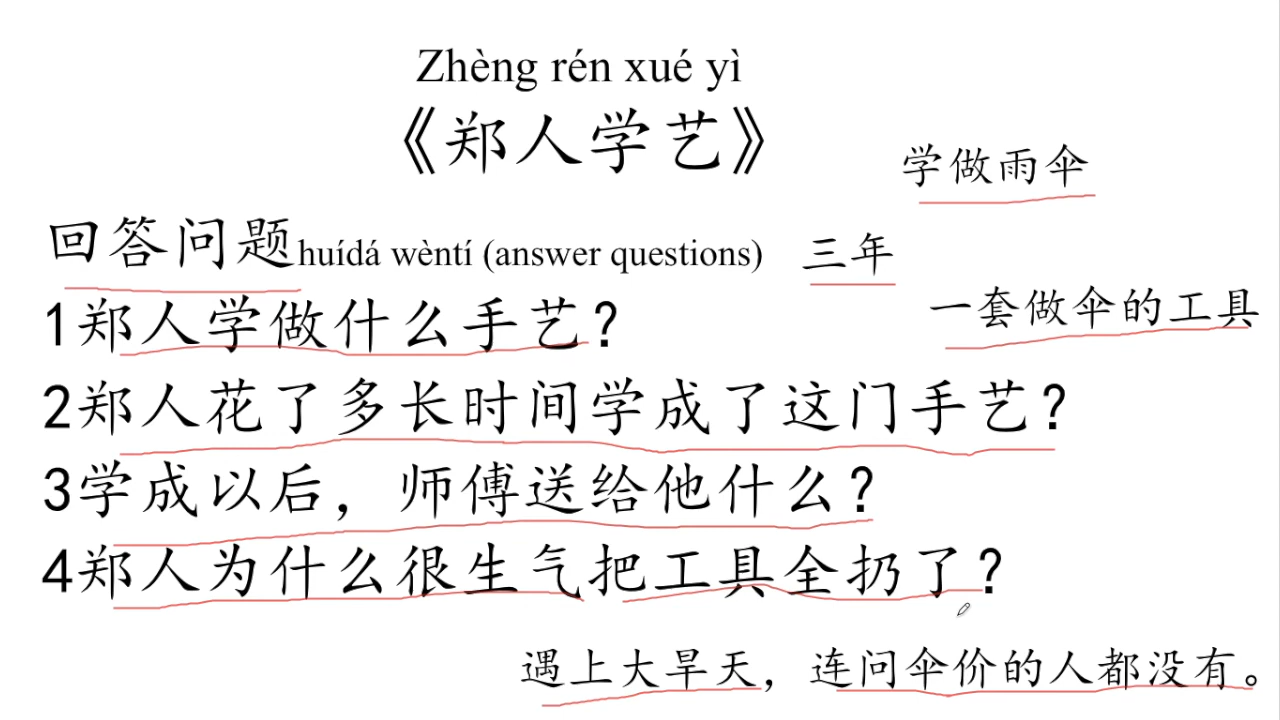 Zhèng rén xué yì
《郑人学艺》
学做雨伞
回答问题huídá wèntí (answer questions)
三年
1郑人学做什么手艺？
一套做伞的工具
2郑人花了多长时间学成了这门手艺？
3学成以后，师傅送给他什么？
4郑人为什么很生气把工具全扔了？
遇上大旱天，连问伞价的人都没有。